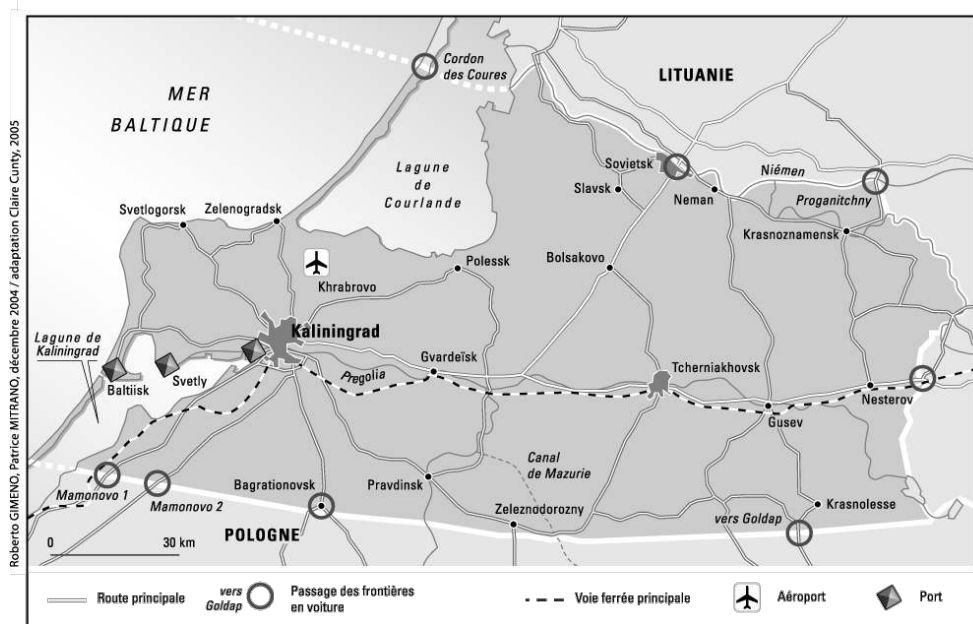 Roberto GIMENO, Patrice MITRANO, décembre 2004 / adaptation Claire Cunty, 2005
Cordon
des Coures
LITUANIE
MER
BALTIQUE
Lagune
de
Courlande
Sovietsk
Slavsk
Neman
Niémen
Proganitchny
Krasnoznamensk
Svetlogorsk
Zelenogradsk
Khrabrovo
Polessk
Bolsakovo
Kaliningrad
Lagune de
Kaliningrad
Baltiisk
Svetly
Pregolia
Gvardeïsk
Tcherniakhovsk
Nesterov
Gusev
Mamonovo 1
Mamonovo 2
Bagrationovsk
Pravdinsk
Canal
de Mazurie
Zeleznodorozny
vers Goldap
Krasnolesse
POLOGNE
0 30 km
Route principale
vers
Goldap
Passage des frontières
en voiture
Voie ferrée principale
Aéroport
Port